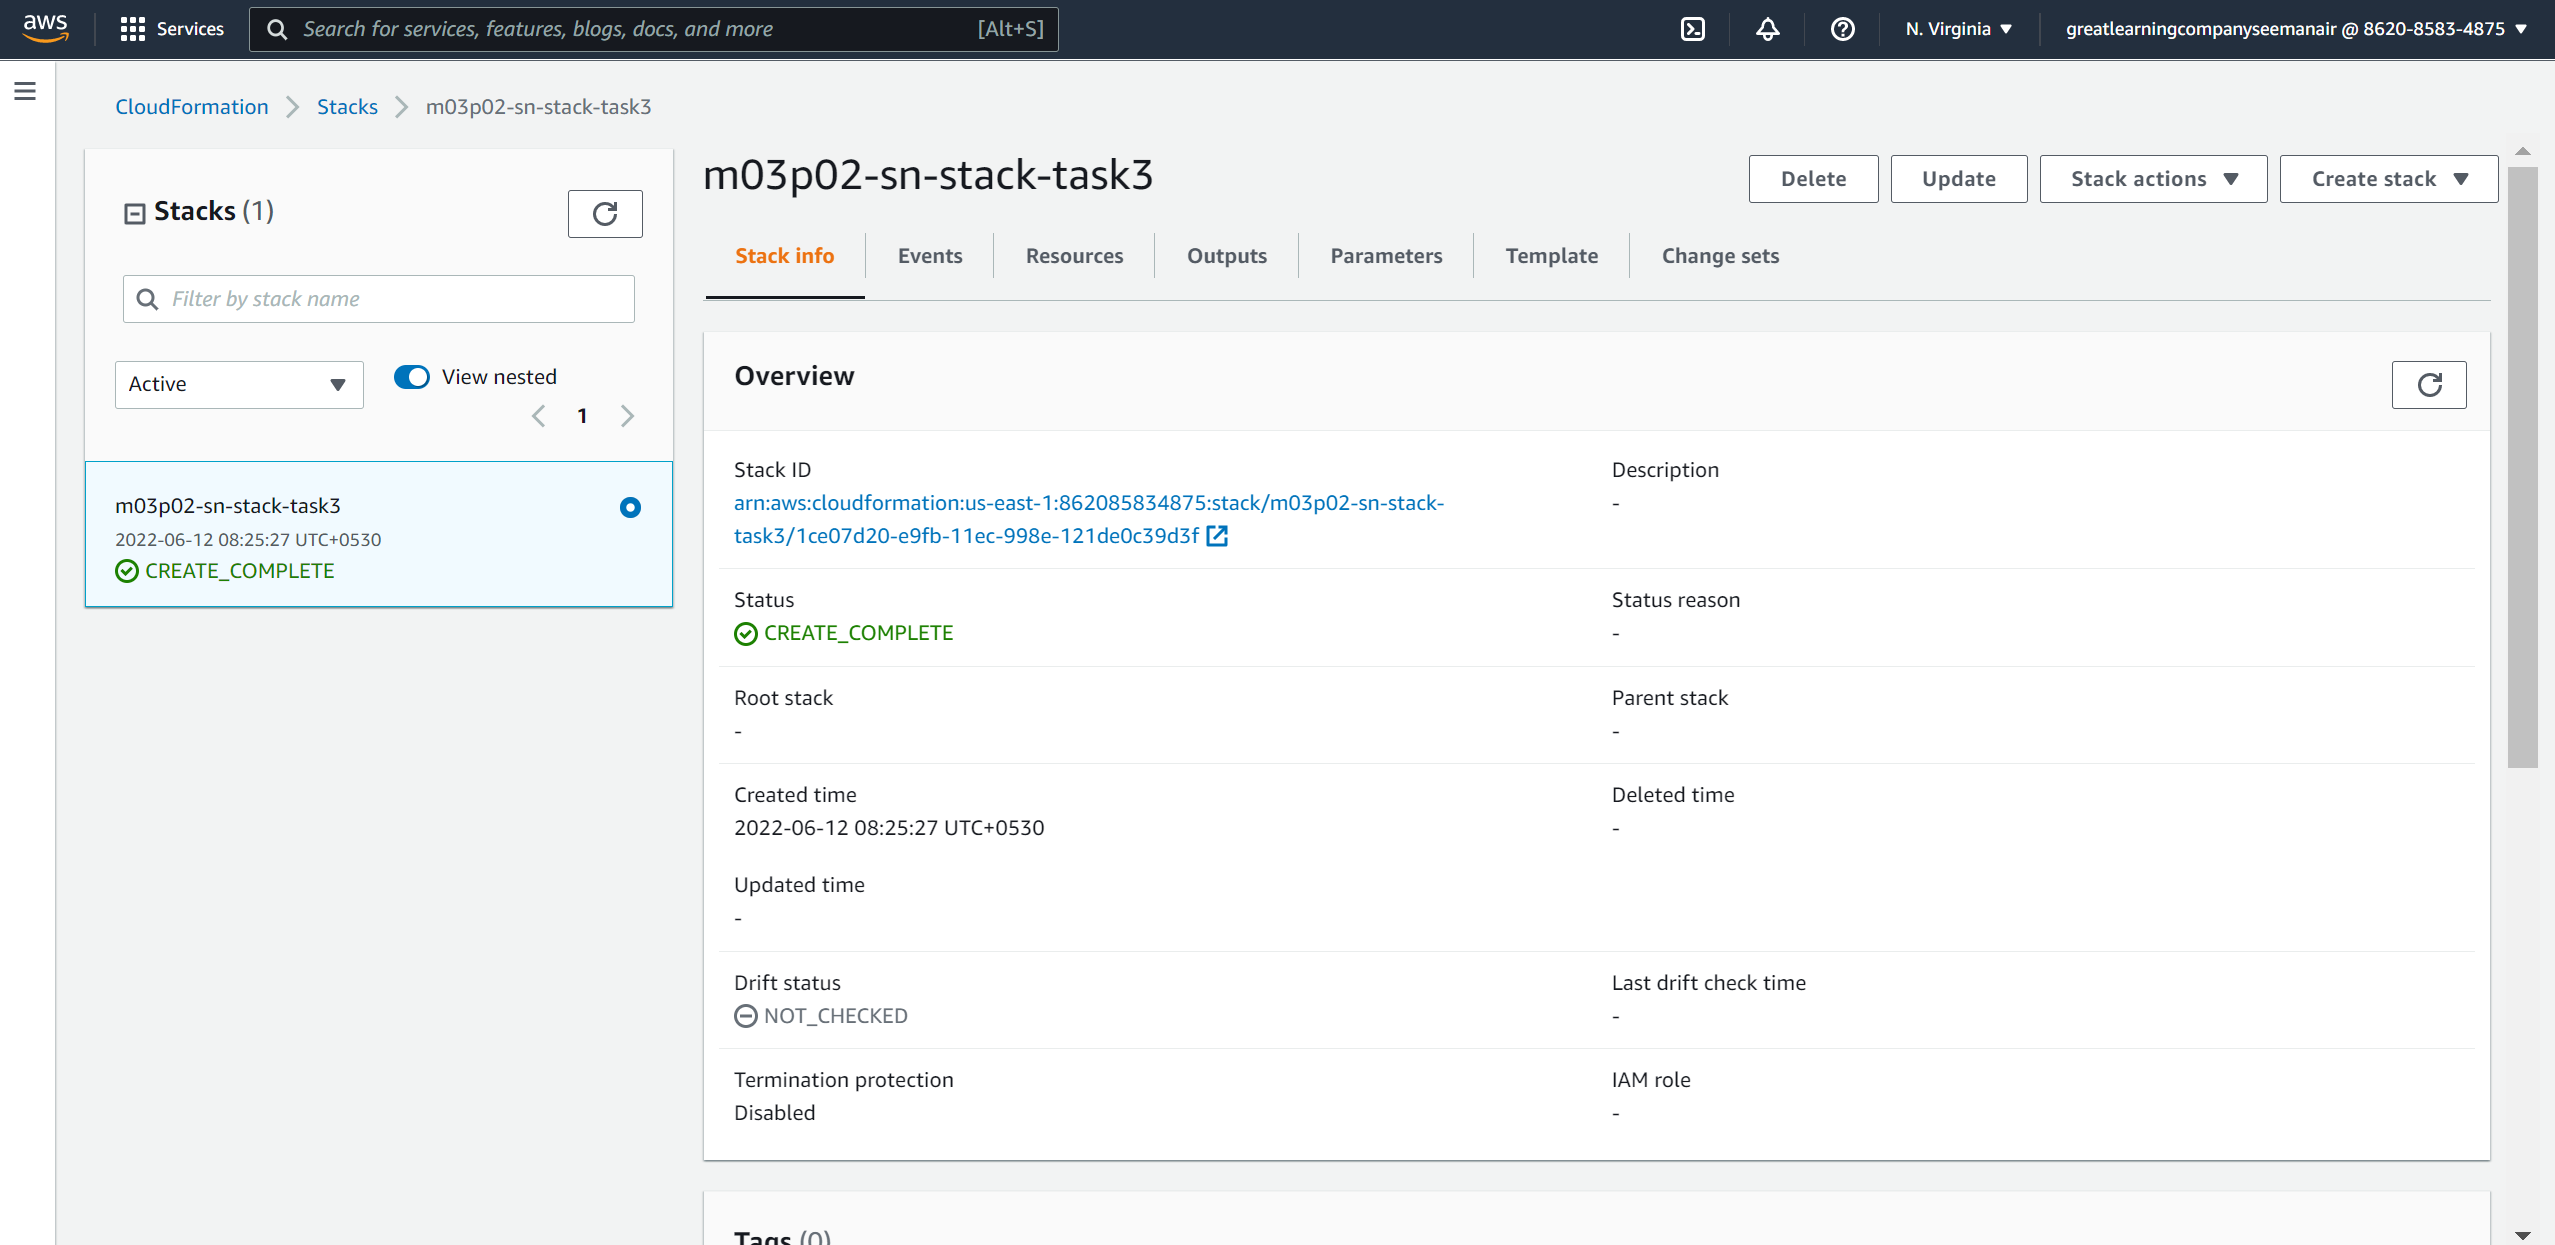 aws
Services
Search for services, features, blogs, docs, and more
[Alt+S]
N. Virginia
greatlearningcompanyseemanair @ 8620-8583-4875
CloudFormation
Stacks
m03p02-sn-stack-task3
Stacks (1)
Filter by stack name
Active
View nested
1
m03p02-sn-stack-task3
2022-06-12 08:25:27 UTC+0530
CREATE_COMPLETE
m03p02-sn-stack-task3
Delete
Update
Stack actions
Create stack
Stack info
Events
Resources
Outputs
Parameters
Template
Change sets
Overview
Stack ID
arn:aws:cloudformation:us-east-1:862085834875:stack/m03p02-sn-stack-
task3/1ce07d20-e9fb-11ec-998e-121de0c39d3f
Description
-
Status
CREATE_COMPLETE
Status reason
-
Root stack
-
Parent stack
-
Created time
2022-06-12 08:25:27 UTC+0530
Deleted time
-
Updated time
-
Drift status
NOT_CHECKED
Last drift check time
-
Termination protection
Disabled
IAM role
-
Tags (0)